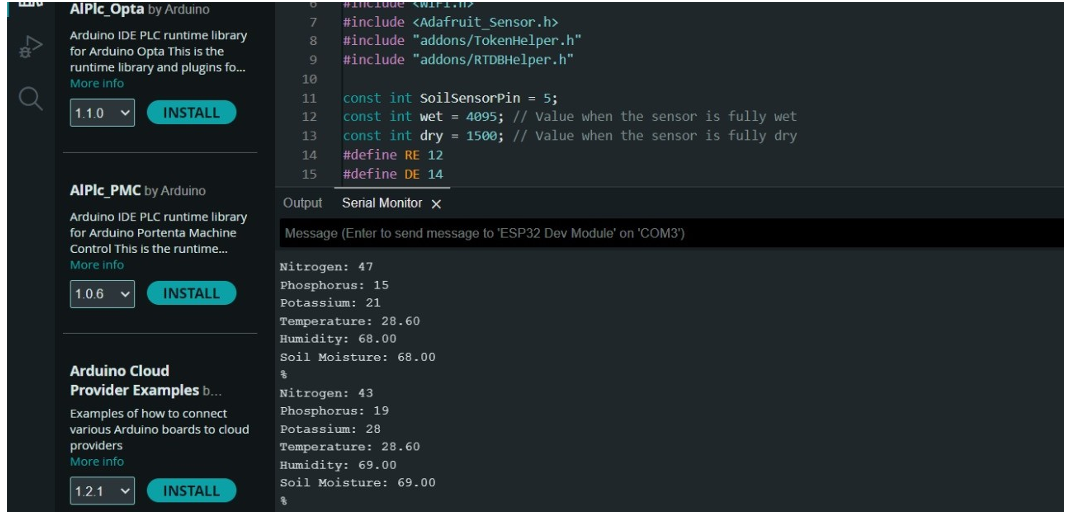 AlPlc_Opta by Arduino
Arduino IDE PLC runtime library
for Arduino Opta This is the
runtime library and plugins fo...
More info
1.1.0 INSTALL
AlPlc_PMC by Arduino
Arduino IDE PLC runtime library
for Arduino Portenta Machine
Control This is the runtime...
More info
1.0.6 INSTALL
Arduino Cloud
Provider Examples b...
Examples of how to connect
various Arduino boards to cloud
providers
More info
1.2.1 INSTALL
6 #include <WiFi.h>
7 #include <Adafruit_Sensor.h>
8 #include "addons/TokenHelper.h"
9 #include "addons/RTDBHelper.h"
10
11 const int SoilSensorPin = 5;
12 const int wet = 4095; // Value when the sensor is fully wet
13 const int dry = 1500; // Value when the sensor is fully dry
14 #define RE 12
15 #define DE 14
Output Serial Monitor x
Message (Enter to send message to 'ESP32 Dev Module' on 'COM3')
Nitrogen: 47
Phosphorus: 15
Potassium: 21
Temperature: 28.60
Humidity: 68.00
Soil Moisture: 68.00
%
Nitrogen: 43
Phosphorus: 19
Potassium: 28
Temperature: 28.60
Humidity: 69.00
Soil Moisture: 69.00
%